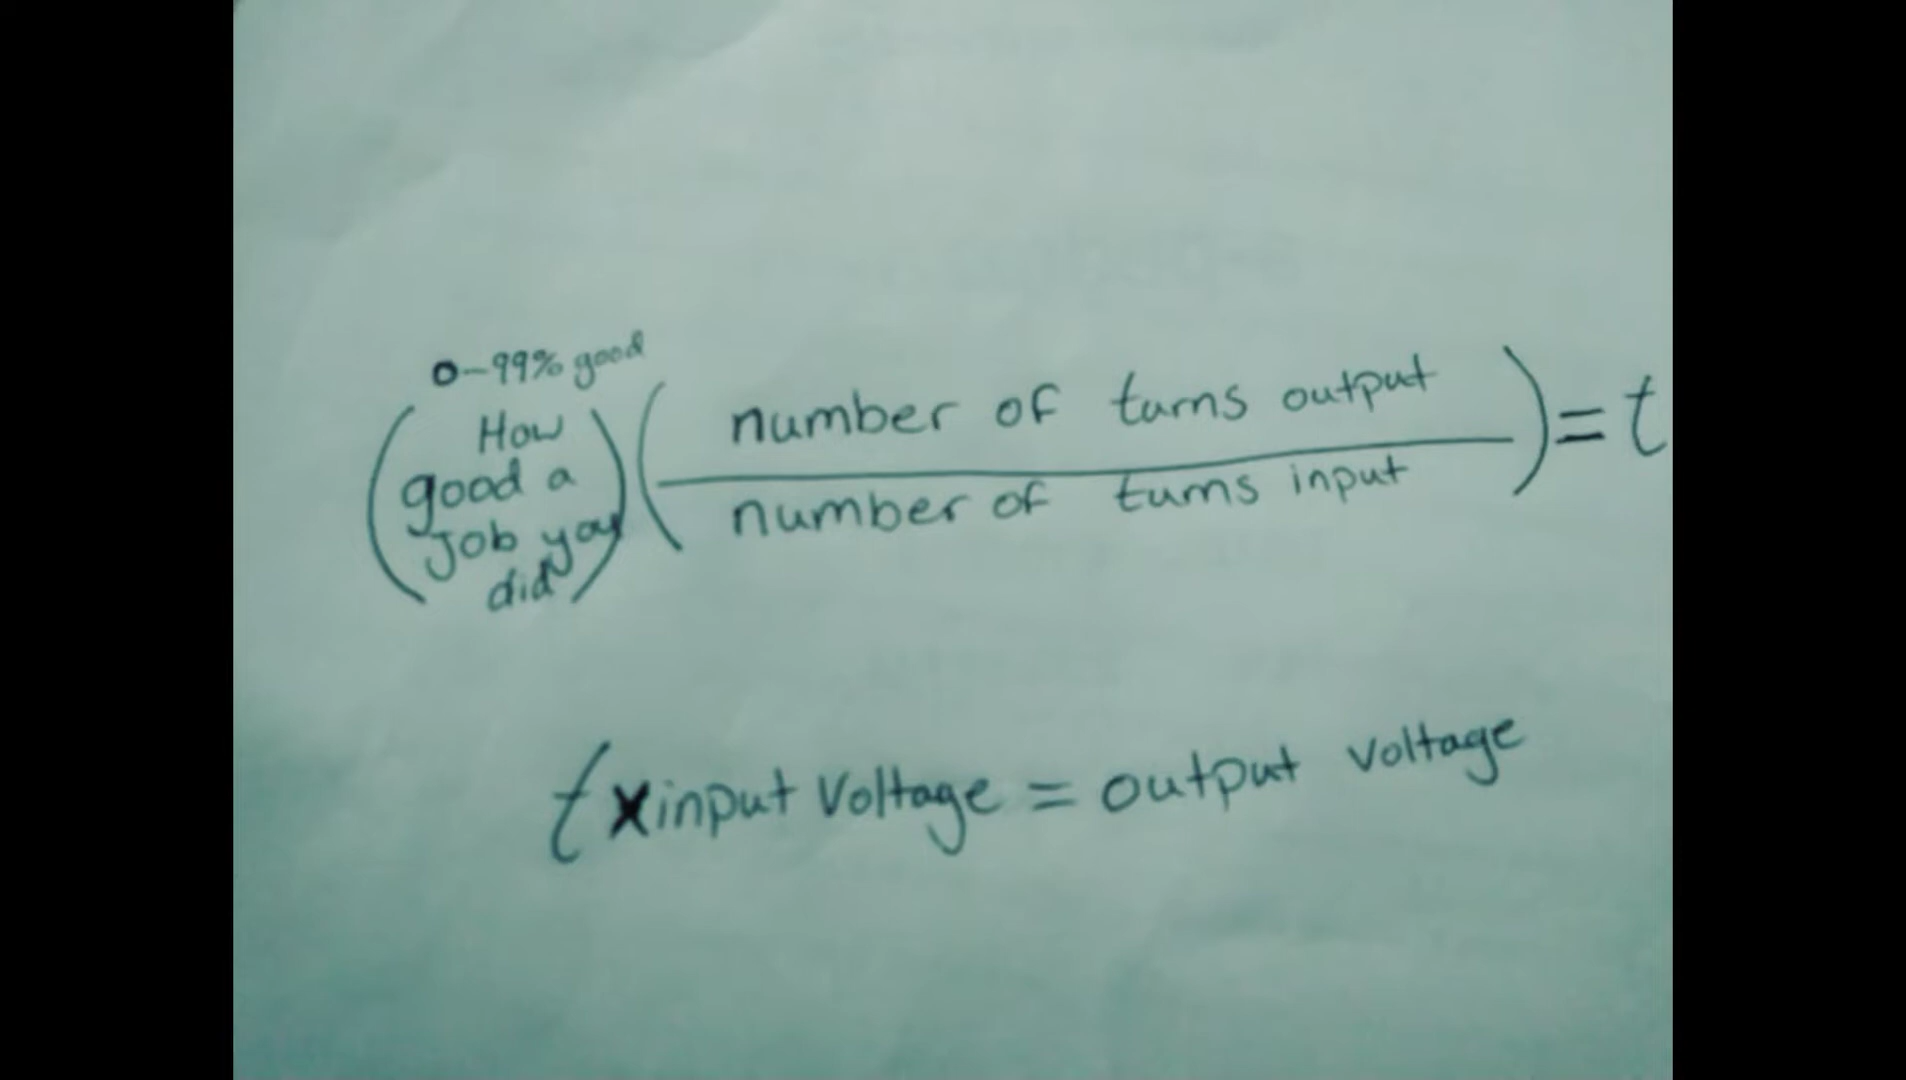 0-99% good
(How good a Job you did) (number of turns output / number of turns input) = t
t x input Voltage = output voltage